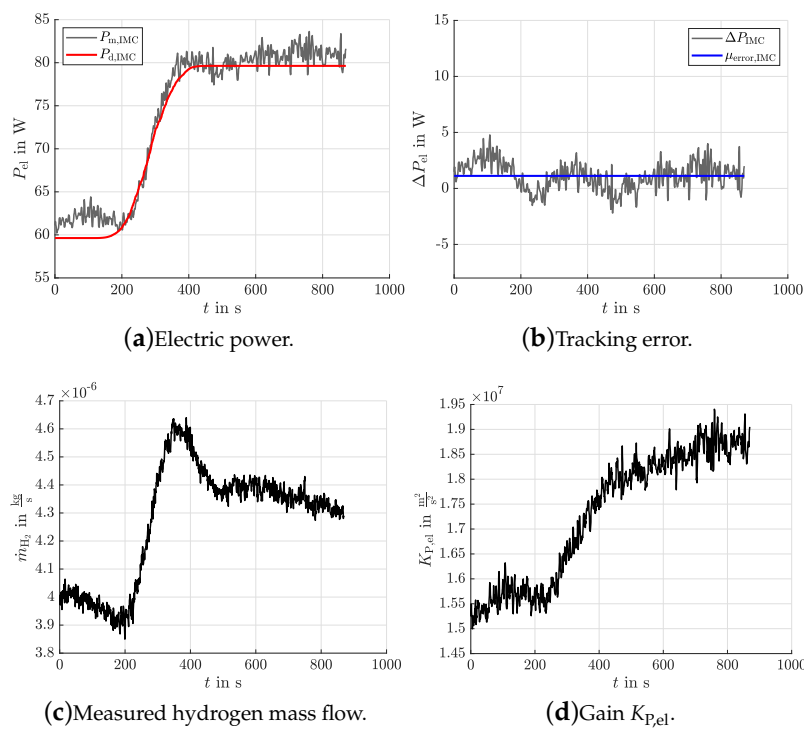 85
80
75
70
65
60
55
P_el in W
P_m,IMC
P_d,IMC
0 200 400 600 800 1000
t in s
(a)Electric power.
15
10
5
0
-5
ΔP_el in W
ΔP_IMC
μ_error,IMC
0 200 400 600 800 1000
t in s
(b)Tracking error.
×10^-6
4.7
4.6
4.5
4.4
4.3
4.2
4.1
4
3.9
3.8
ṁ_H2 in kg/s
0 200 400 600 800 1000
t in s
(c)Measured hydrogen mass flow.
×10^7
1.95
1.9
1.85
1.8
1.75
1.7
1.65
1.6
1.55
1.5
1.45
K_P,el in m²/s²
0 200 400 600 800 1000
t in s
(d)Gain K_P,el.